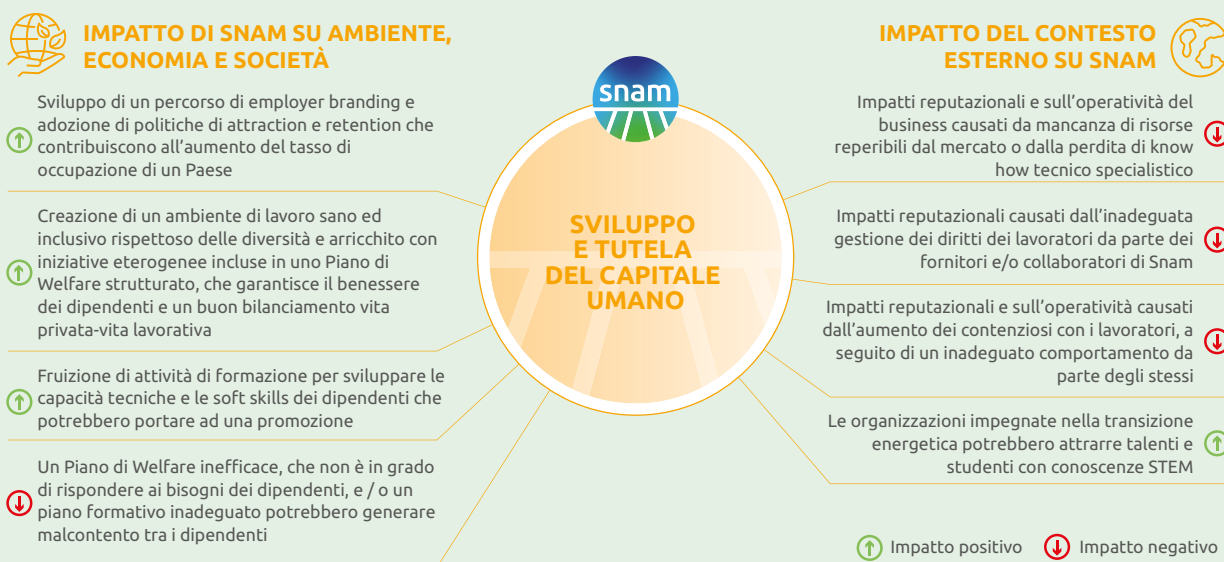 IMPATTO DI SNAM SU AMBIENTE,
ECONOMIA E SOCIETÀ
Sviluppo di un percorso di employer branding e
adozione di politiche di attraction e retention che
contribuiscono all'aumento del tasso di
occupazione di un Paese
Creazione di un ambiente di lavoro sano ed
inclusivo rispettoso delle diversità e arricchito con
iniziative eterogenee incluse in uno Piano di
Welfare strutturato, che garantisce il benessere
dei dipendenti e un buon bilanciamento vita
privata-vita lavorativa
Fruizione di attività di formazione per sviluppare le
capacità tecniche e le soft skills dei dipendenti che
potrebbero portare ad una promozione
Un Piano di Welfare inefficace, che non è in grado
di rispondere ai bisogni dei dipendenti, e / o un
piano formativo inadeguato potrebbero generare
malcontento tra i dipendenti
snam
SVILUPPO
E TUTELA
DEL CAPITALE
UMANO
IMPATTO DEL CONTESTO
ESTERNO SU SNAM
Impatti reputazionali e sull'operatività del
business causati da mancanza di risorse
reperibili dal mercato o dalla perdita di know
how tecnico specialistico
Impatti reputazionali causati dall'inadeguata
gestione dei diritti dei lavoratori da parte dei
fornitori e/o collaboratori di Snam
Impatti reputazionali e sull'operatività causati
dall'aumento dei contenziosi con i lavoratori, a
seguito di un inadeguato comportamento da
parte degli stessi
Le organizzazioni impegnate nella transizione
energetica potrebbero attrarre talenti e
studenti con conoscenze STEM
Impatto positivo
Impatto negativo